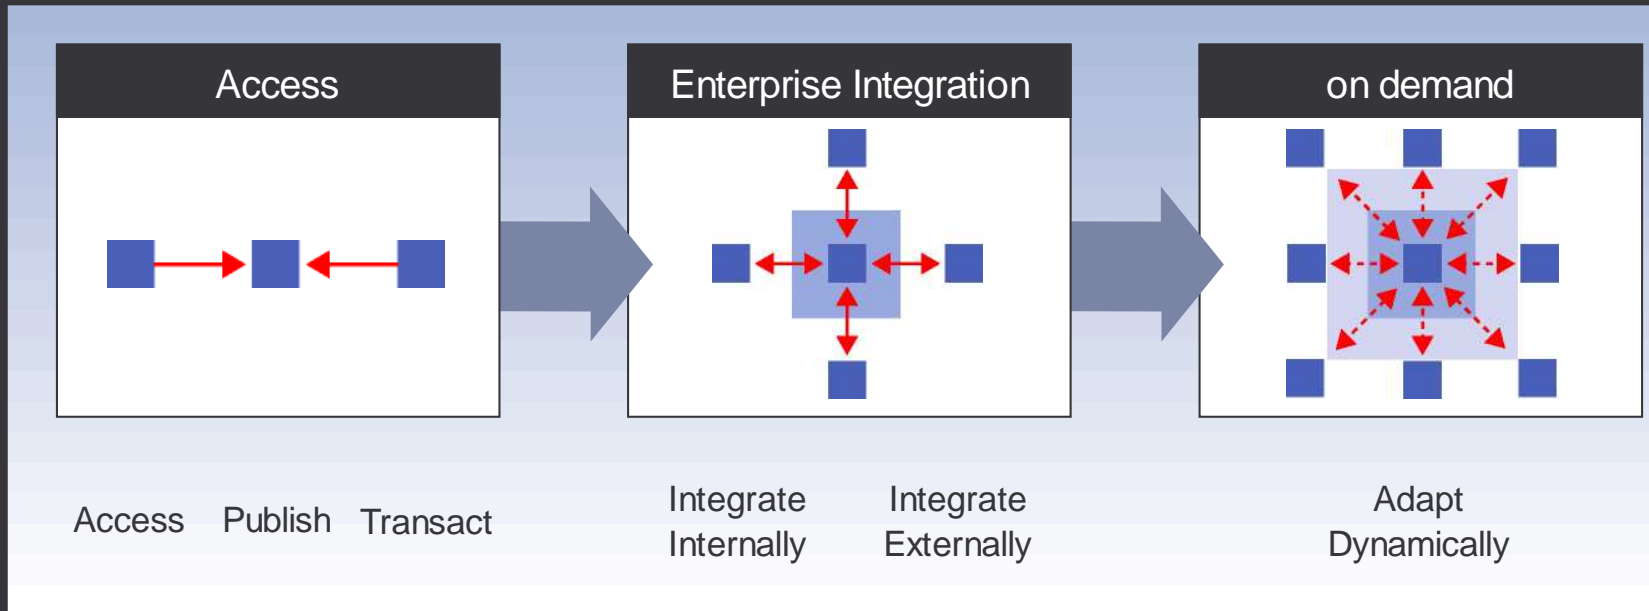 Access
Enterprise Integration
on demand
Access Publish Transact
Integrate
Internally
Integrate
Externally
Adapt
Dynamically